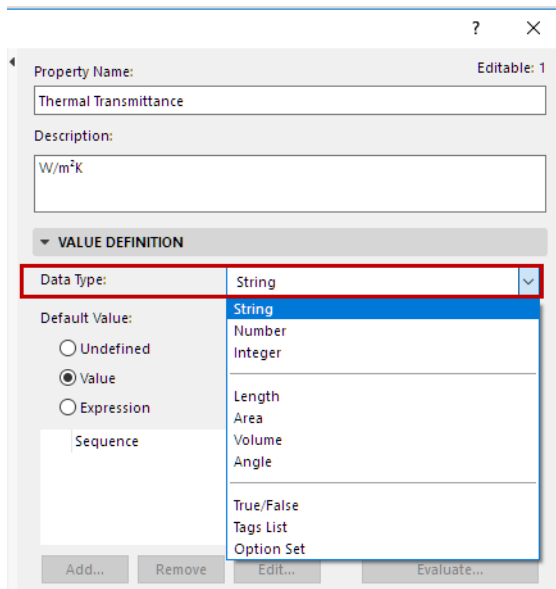 ?
Property Name: Editable: 1
Thermal Transmittance
Description:
W/m²K
VALUE DEFINITION
Data Type: String
Default Value: String
Number
Undefined Integer
Value Length
Expression Area
Sequence Volume
Angle
True/False
Tags List
Option Set
Add... Remove Edit... Evaluate...